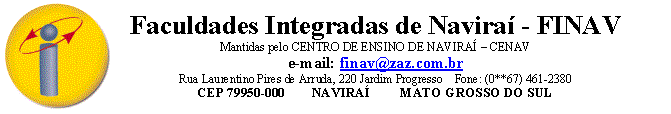 Faculdades Integradas de Naviraí - FINAV
Mantidas pelo CENTRO DE ENSINO DE NAVIRAÍ – CENAV
e-mail: finav@zaz.com.br
Rua Laurentino Pires de Arruda, 220 Jardim Progresso Fone: (0**67) 461-2380
CEP 79950-000 NAVIRAÍ MATO GROSSO DO SUL